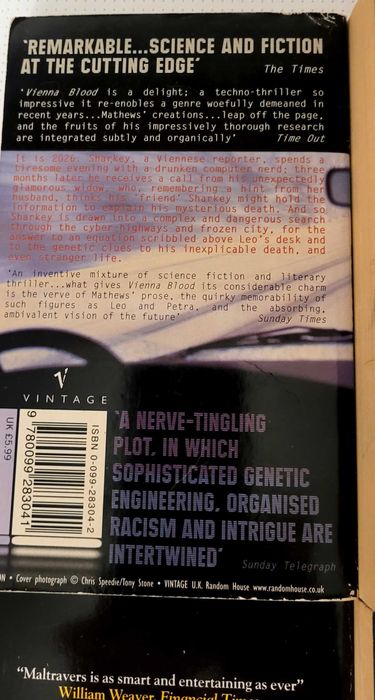 'REMARKABLE...SCIENCE AND FICTION
AT THE CUTTING EDGE' The Times
'Vienna Blood is a delight; a techno-thriller so
impressive it re-enobles a genre woefully demeaned in
recent years...Mathews' creations...leap off the page,
and the fruits of his impressively thorough research
are integrated subtly and organically' Time Out
It is 2026. Sharkey, a Viennese reporter, spends a
tiresome evening with a drunken computer nerd; three
months later he receives a call from his unexpectedly
glamorous widow, who, remembering a hint from her
husband, thinks his 'friend' Sharkey might hold the
information to explain his mysterious death. And so
Sharkey is drawn into a complex and dangerous search
through the cyber-highways and frozen city, for the
answer to an equation scribbled above Leo's desk and
to the genetic clues to his inexplicable death, and
even stranger life.
'An inventive mixture of science fiction and literary
thriller...what gives Vienna Blood its considerable charm
is the verve of Mathews' prose, the quirky memorability of
such figures as Leo and Petra, and the absorbing,
ambivalent vision of the future' Sunday Times
V
VINTAGE
UK £5.99
9 780099 283041
ISBN 0-099-28304-2
'A NERVE-TINGLING
PLOT, IN WHICH
SOPHISTICATED GENETIC
ENGINEERING, ORGANISED
RACISM AND INTRIGUE ARE
INTERTWINED' Sunday Telegraph
• Cover photograph © Chris Speedie/Tony Stone • VINTAGE U.K. Random House www.randomhouse.co.uk
"Maltravers is as smart and entertaining as ever"
William Weaver, Financial Times